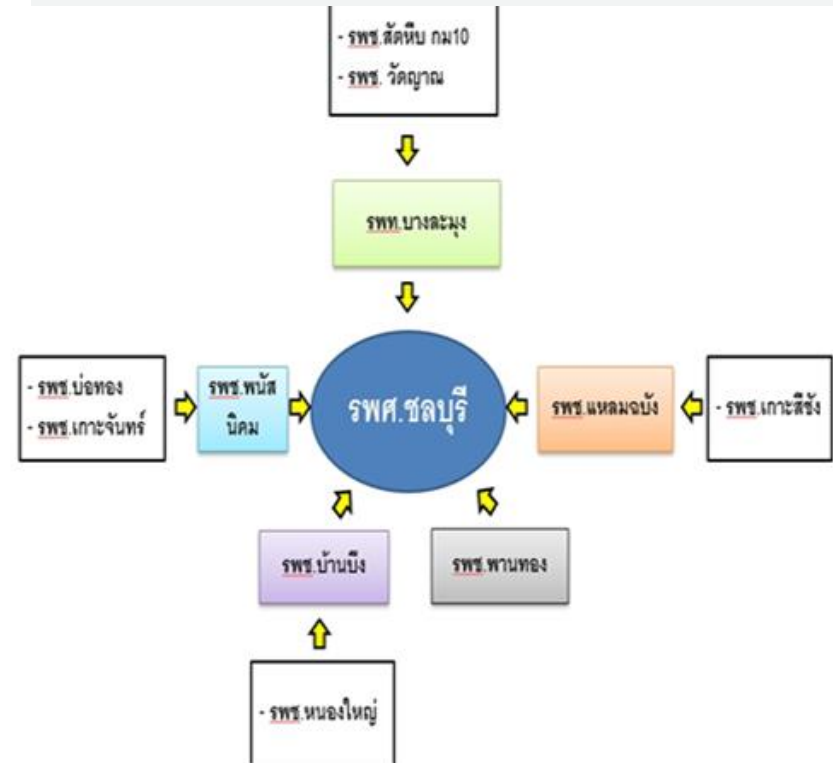 - รพช.สัตหีบ กม10
- รพช. วัดญาณ
รพท.บางละมุง
- รพช.บ่อทอง
- รพช.เกาะจันทร์
รพช.พนัส
นิคม
รพศ.ชลบุรี
รพช.แหลมฉบัง
- รพช.เกาะสีชัง
รพช.บ้านบึง
รพช.พานทอง
- รพช.หนองใหญ่